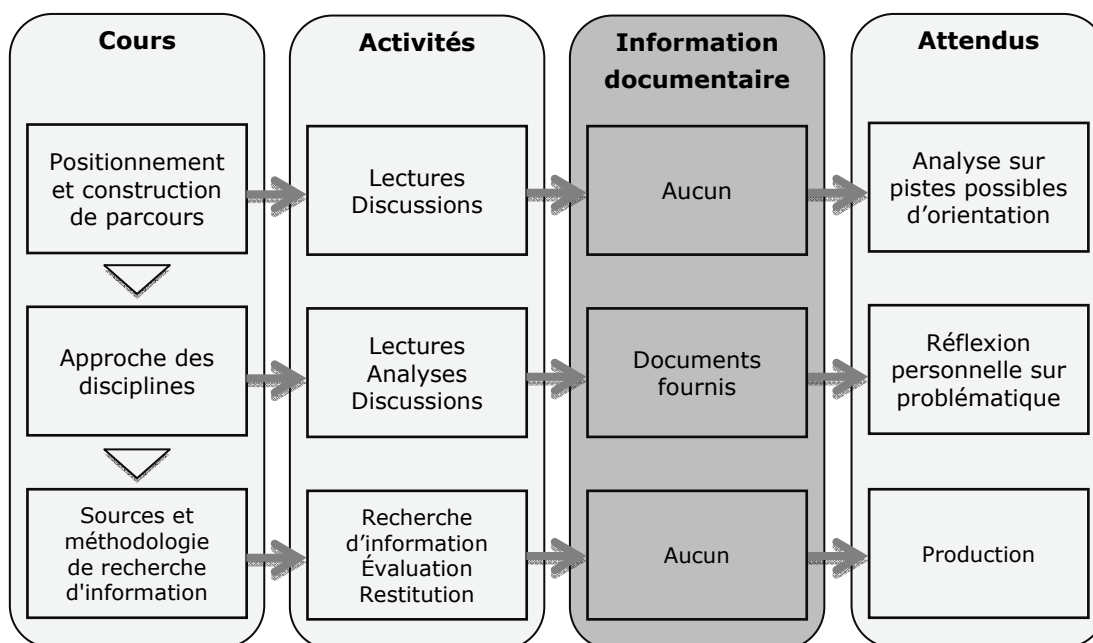 Cours
Activités
Information
documentaire
Attendus
Positionnement
et construction
de parcours
Lectures
Discussions
Aucun
Analyse sur
pistes possibles
d’orientation
Approche des
disciplines
Lectures
Analyses
Discussions
Documents
fournis
Réflexion
personnelle sur
problématique
Sources et
méthodologie
de recherche
d'information
Recherche
d’information
Évaluation
Restitution
Aucun
Production